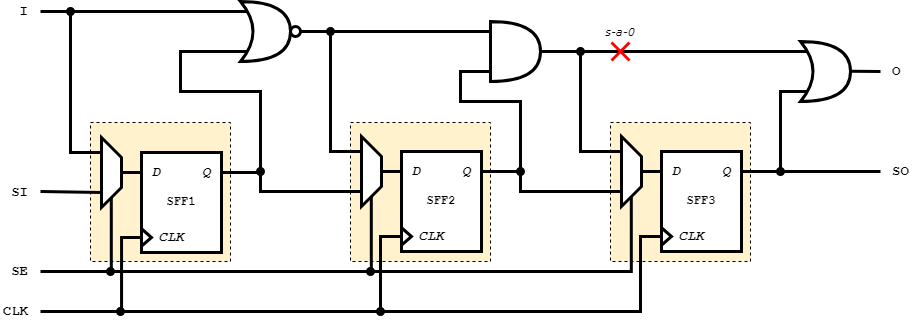 I
s-a-0
O
D Q
D Q
D Q
SI
SFF1
SFF2
SFF3
SO
CLK
CLK
CLK
SE
CLK